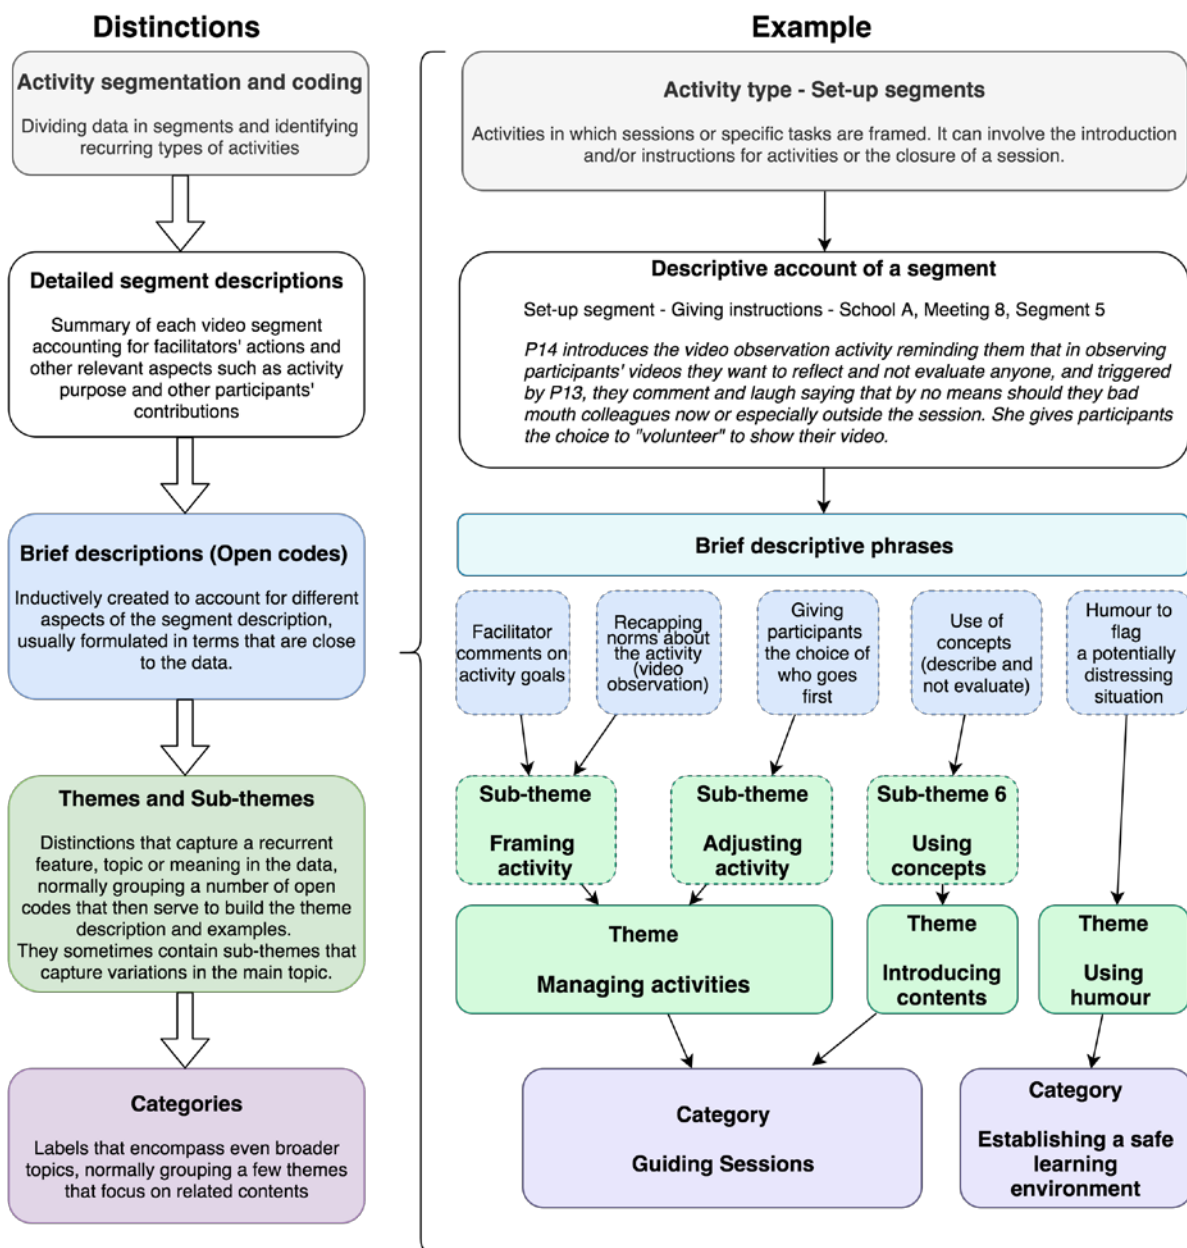 Distinctions
Activity segmentation and coding
Dividing data in segments and identifying
recurring types of activities
Detailed segment descriptions
Summary of each video segment
accounting for facilitators' actions and
other relevant aspects such as activity
purpose and other participants'
contributions
Brief descriptions (Open codes)
Inductively created to account for different
aspects of the segment description,
usually formulated in terms that are close
to the data.
Themes and Sub-themes
Distinctions that capture a recurrent
feature, topic or meaning in the data,
normally grouping a number of open
codes that then serve to build the theme
description and examples.
They sometimes contain sub-themes that
capture variations in the main topic.
Categories
Labels that encompass even broader
topics, normally grouping a few themes
that focus on related contents
Example
Activity type - Set-up segments
Activities in which sessions or specific tasks are framed. It can involve the introduction
and/or instructions for activities or the closure of a session.
Descriptive account of a segment
Set-up segment - Giving instructions - School A, Meeting 8, Segment 5
P14 introduces the video observation activity reminding them that in observing
participants' videos they want to reflect and not evaluate anyone, and triggered
by P13, they comment and laugh saying that by no means should they bad
mouth colleagues now or especially outside the session. She gives participants
the choice to "volunteer" to show their video.
Brief descriptive phrases
Facilitator
comments on
activity goals
Recapping
norms about
the activity
(video
observation)
Giving
participants
the choice of
who goes
first
Use of
concepts
(describe and
not evaluate)
Humour to
flag
a potentially
distressing
situation
Sub-theme
Framing
activity
Sub-theme
Adjusting
activity
Sub-theme 6
Using
concepts
Theme
Managing activities
Theme
Introducing
contents
Theme
Using
humour
Category
Guiding Sessions
Category
Establishing a safe
learning
environment